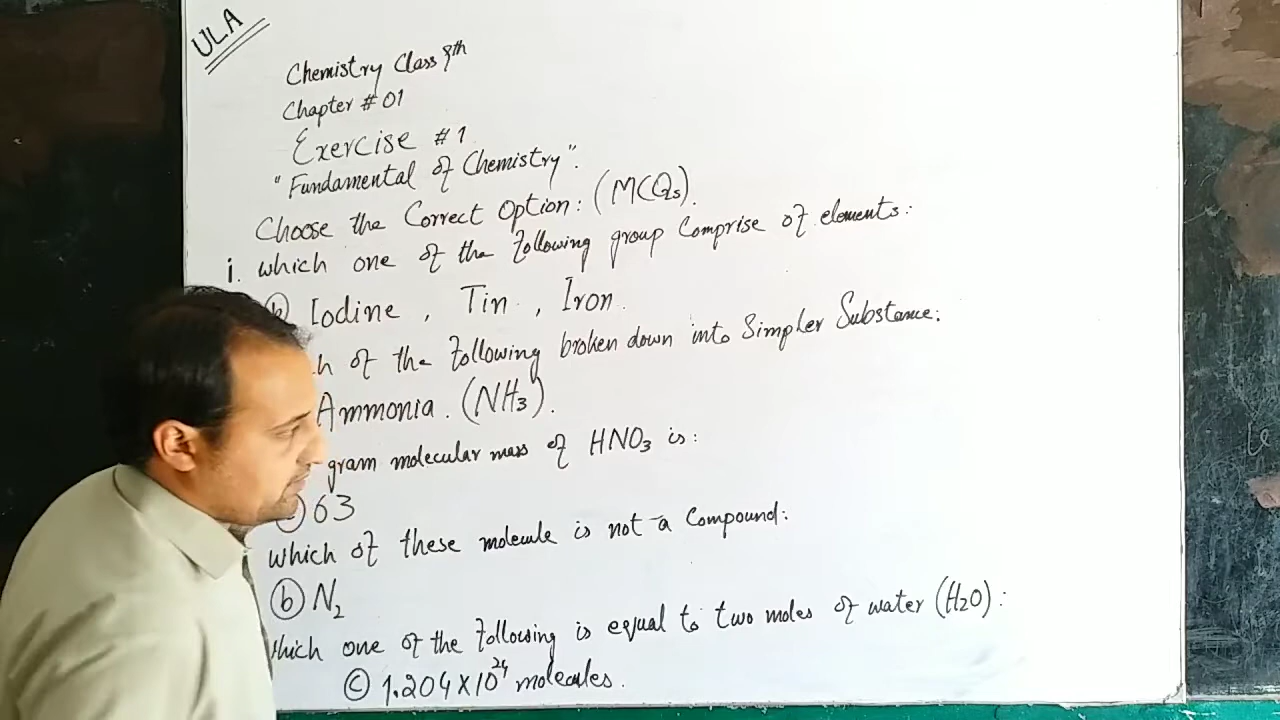 ULA
Chemistry Class 9th
Chapter # 01
Exercise # 1
"Fundamental of Chemistry".
Choose the Correct Option: (MCQs).
i. which one of the following group Comprise of elements:
Iodine, Tin, Iron.
of the following broken down into Simpler Substance:
Ammonia. (NH3).
gram molecular mass of HNO3 is:
63
which of these molecule is not a Compound:
(b) N2
which one of the following is equal to two moles of water (H2O):
(c) 1.204 x 10^24 molecules.